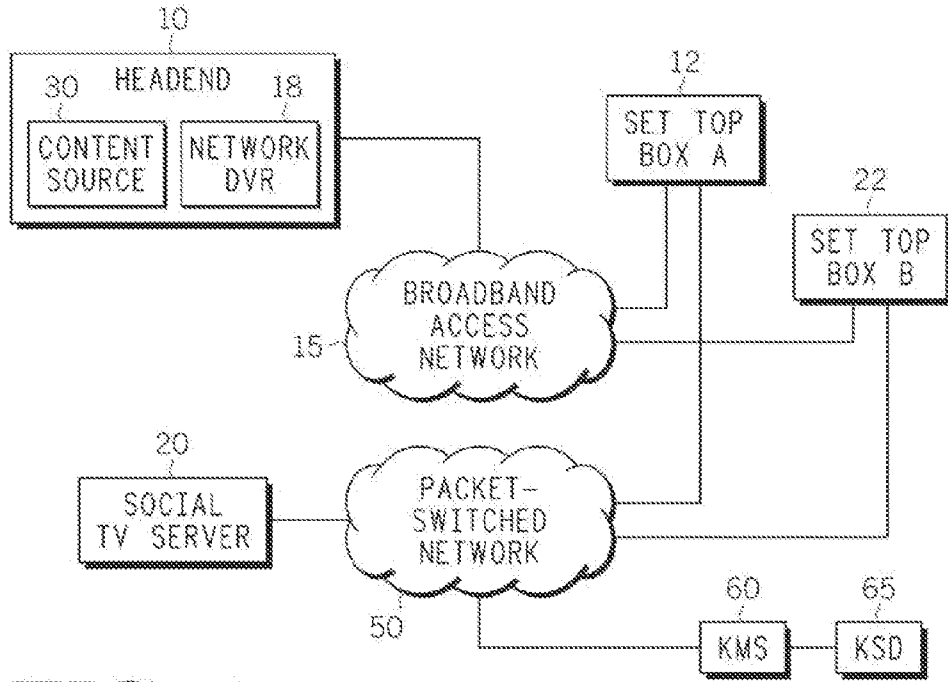 10
HEADEND
30
18
CONTENT
SOURCE
NETWORK
DVR
12
SET TOP
BOX A
22
SET TOP
BOX B
BROADBAND
ACCESS
NETWORK
15
20
SOCIAL
TV SERVER
PACKET-
SWITCHED
NETWORK
50
60
KMS
65
KSD